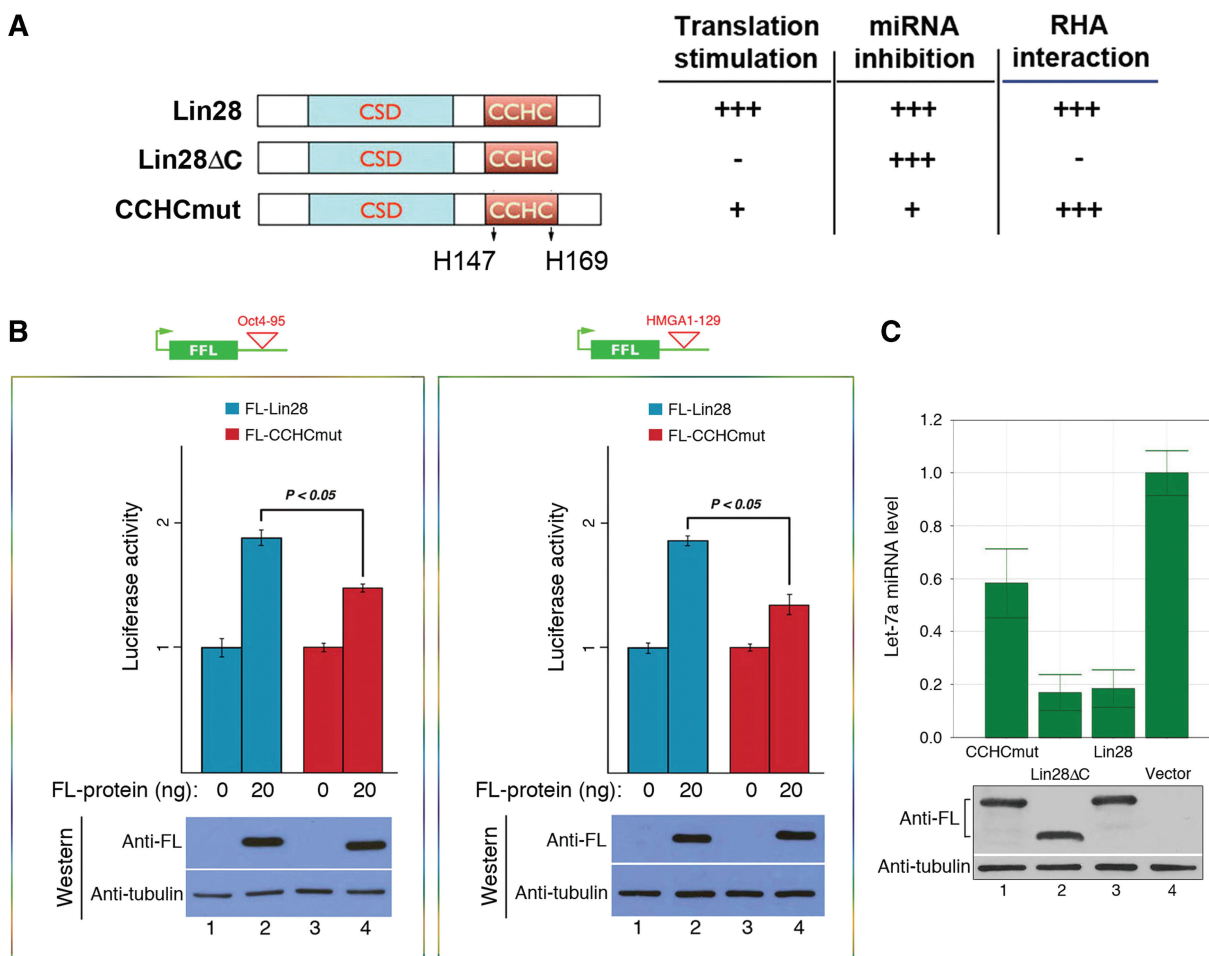 A
Translation stimulation
miRNA inhibition
RHA interaction
Lin28 CSD CCHC +++ +++ +++
Lin28ΔC CSD CCHC - +++ -
CCHCmut CSD CCHC + + +++
H147 H169
B
Oct4-95
FFL
FL-Lin28
FL-CCHCmut
P < 0.05
Luciferase activity
2
1
FL-protein (ng): 0 20 0 20
Western
Anti-FL
Anti-tubulin
1 2 3 4
HMGA1-129
FFL
FL-Lin28
FL-CCHCmut
P < 0.05
Luciferase activity
2
1
FL-protein (ng): 0 20 0 20
Western
Anti-FL
Anti-tubulin
1 2 3 4
C
Let-7a miRNA level
1.2
1.0
0.8
0.6
0.4
0.2
0.0
CCHCmut Lin28
Lin28ΔC Vector
Anti-FL
Anti-tubulin
1 2 3 4